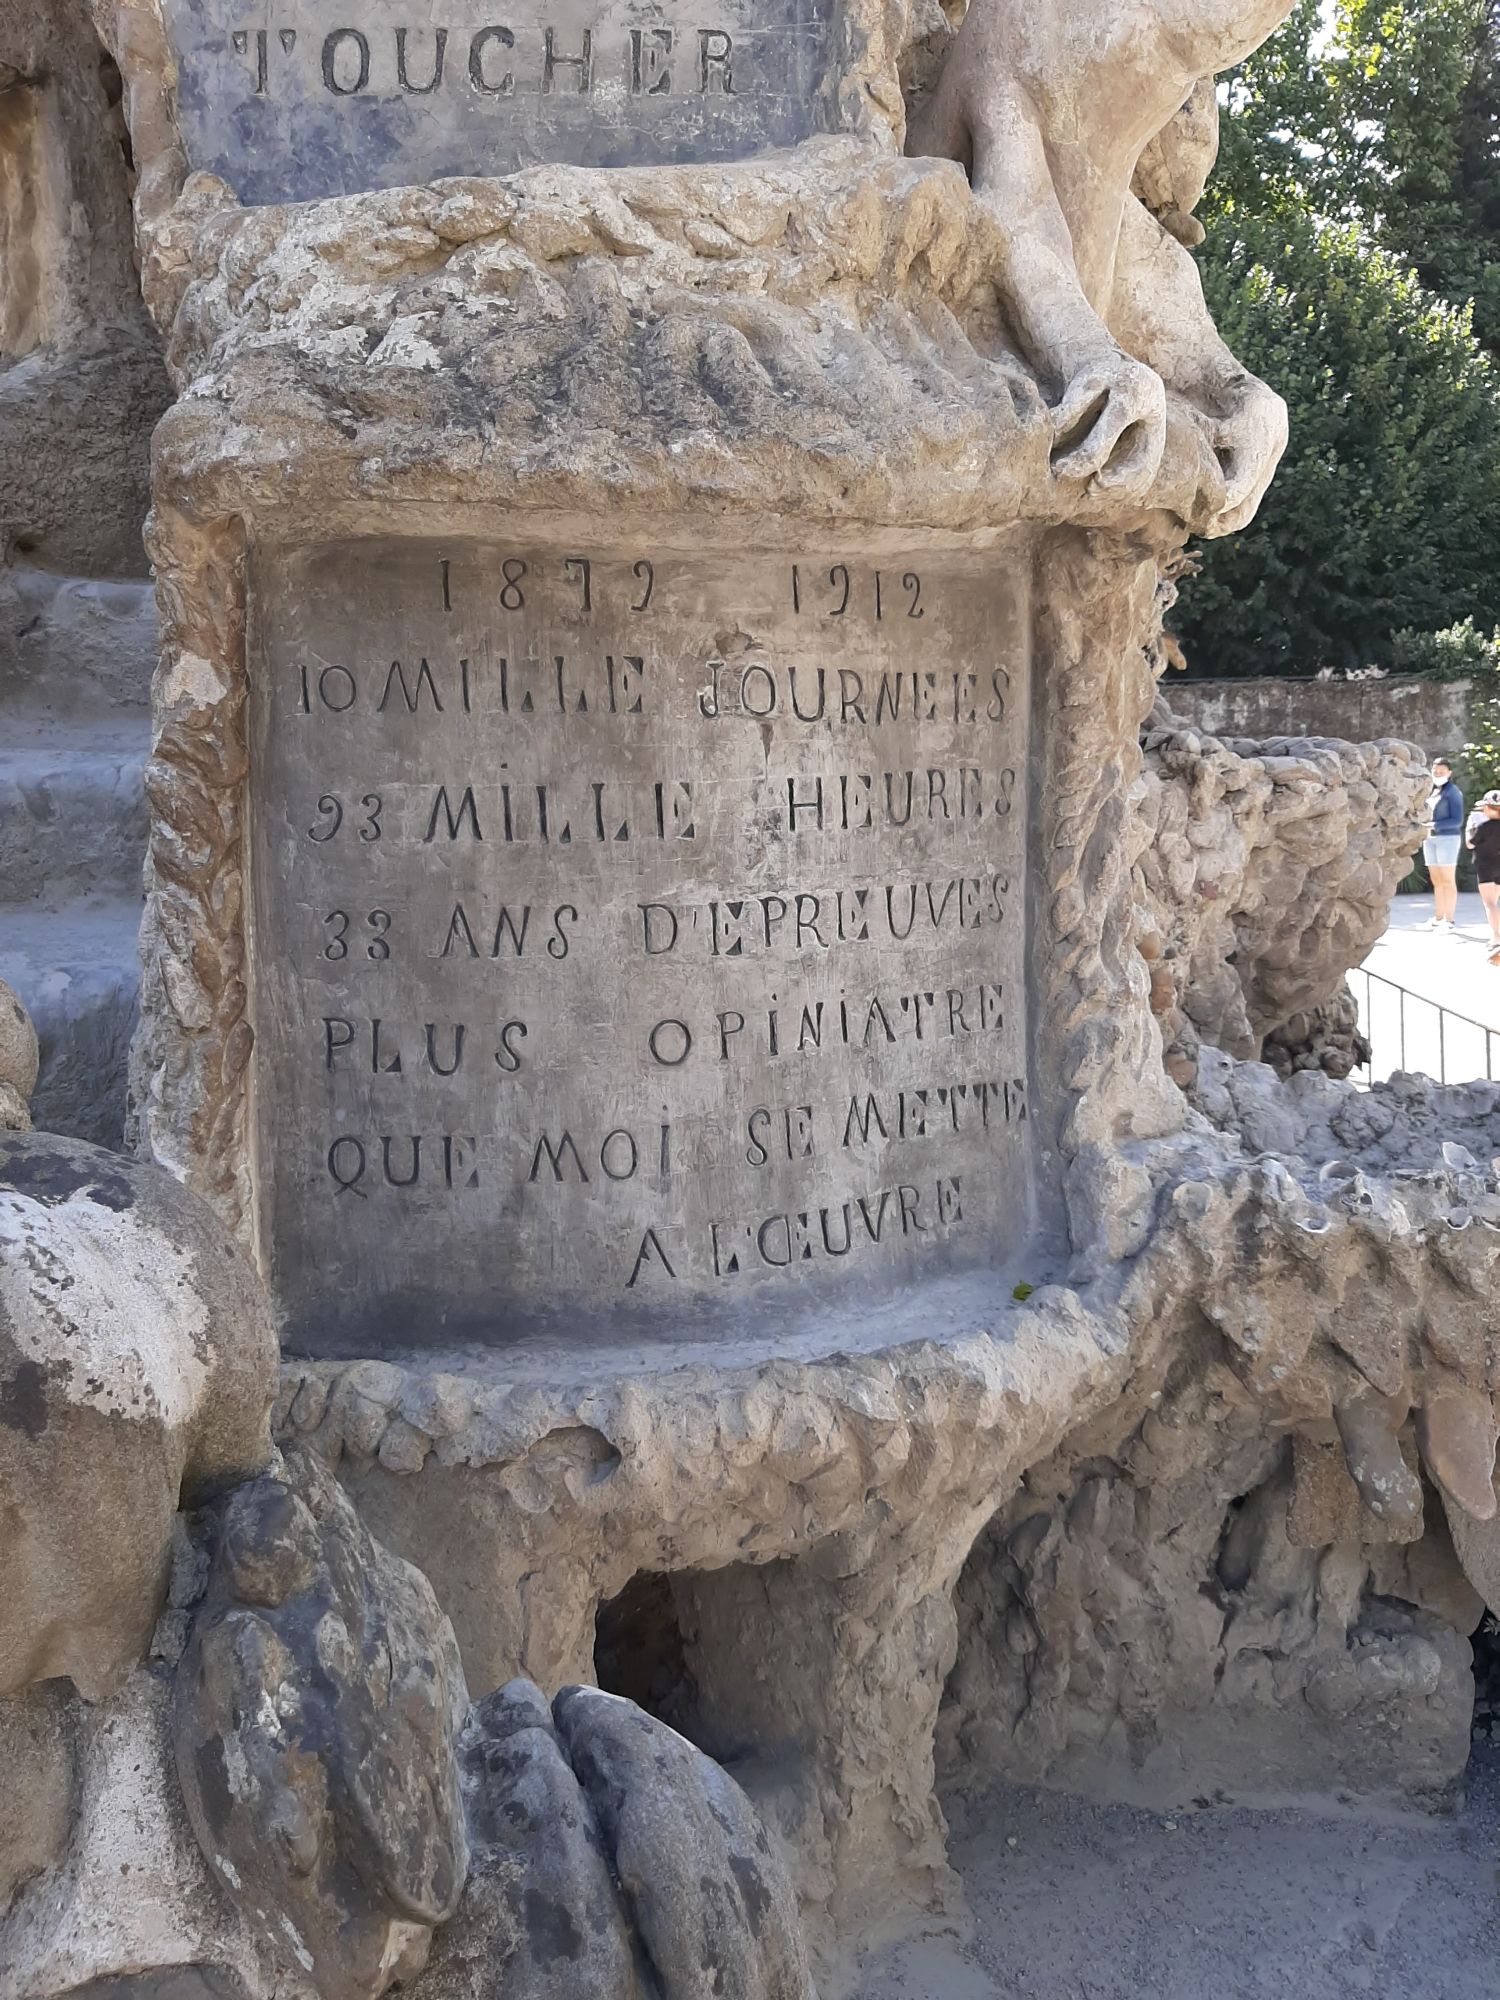 TOUCHER
1879 1912
10 MILLE JOURNEES
93 MILLE HEURES
33 ANS D'EPREUVES
PLUS OPINIATRE
QUE MOI SE METTE
A L'ŒUVRE